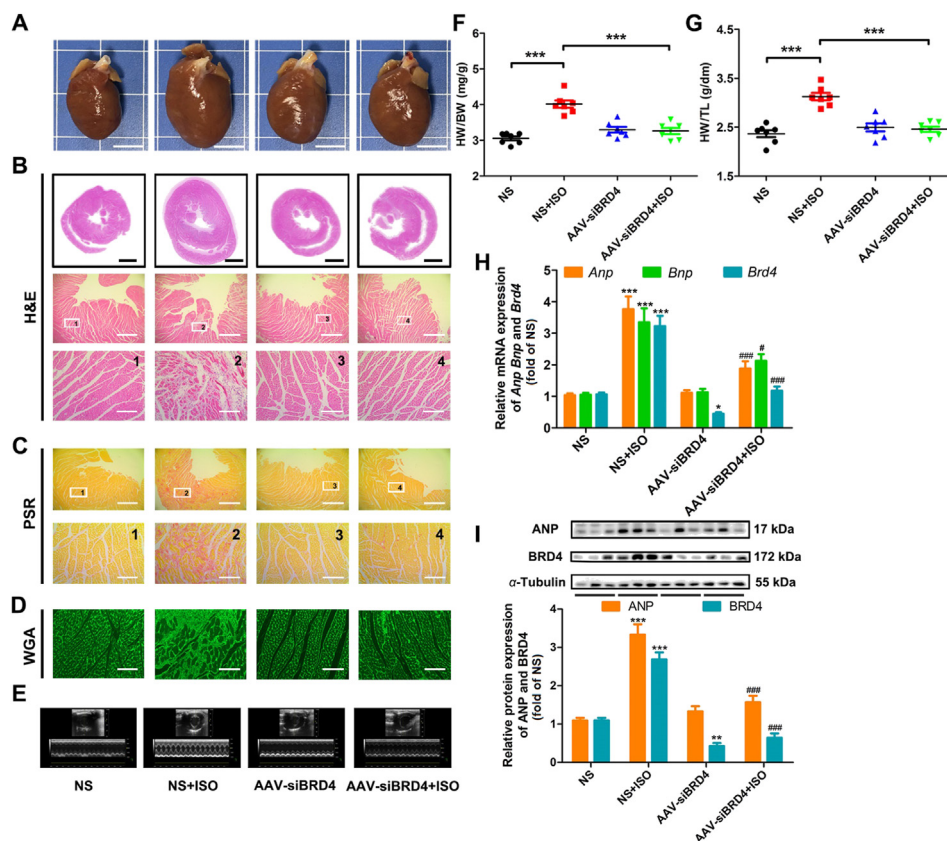 A
B
H&E
1
2
3
4
1
2
3
4
C
PSR
1
2
3
4
1
2
3
4
D
WGA
E
NS
NS+ISO
AAV-siBRD4
AAV-siBRD4+ISO
F
HW/BW (mg/g)
6
5
4
3
2
***
***
NS
NS+ISO
AAV-siBRD4
AAV-siBRD4+ISO
G
HW/TL (g/dm)
4.5
3.5
2.5
1.5
***
***
NS
NS+ISO
AAV-siBRD4
AAV-siBRD4+ISO
H
Anp
Bnp
Brd4
Relative mRNA expression
of Anp Bnp and Brd4
(fold of NS)
5
4
3
2
1
0
***
***
***
*
###
#
###
NS
NS+ISO
AAV-siBRD4
AAV-siBRD4+ISO
I
ANP
17 kDa
BRD4
172 kDa
α-Tubulin
55 kDa
ANP
BRD4
Relative protein expression
of ANP and BRD4
(fold of NS)
4
3
2
1
0
***
***
**
###
###
NS
NS+ISO
AAV-siBRD4
AAV-siBRD4+ISO